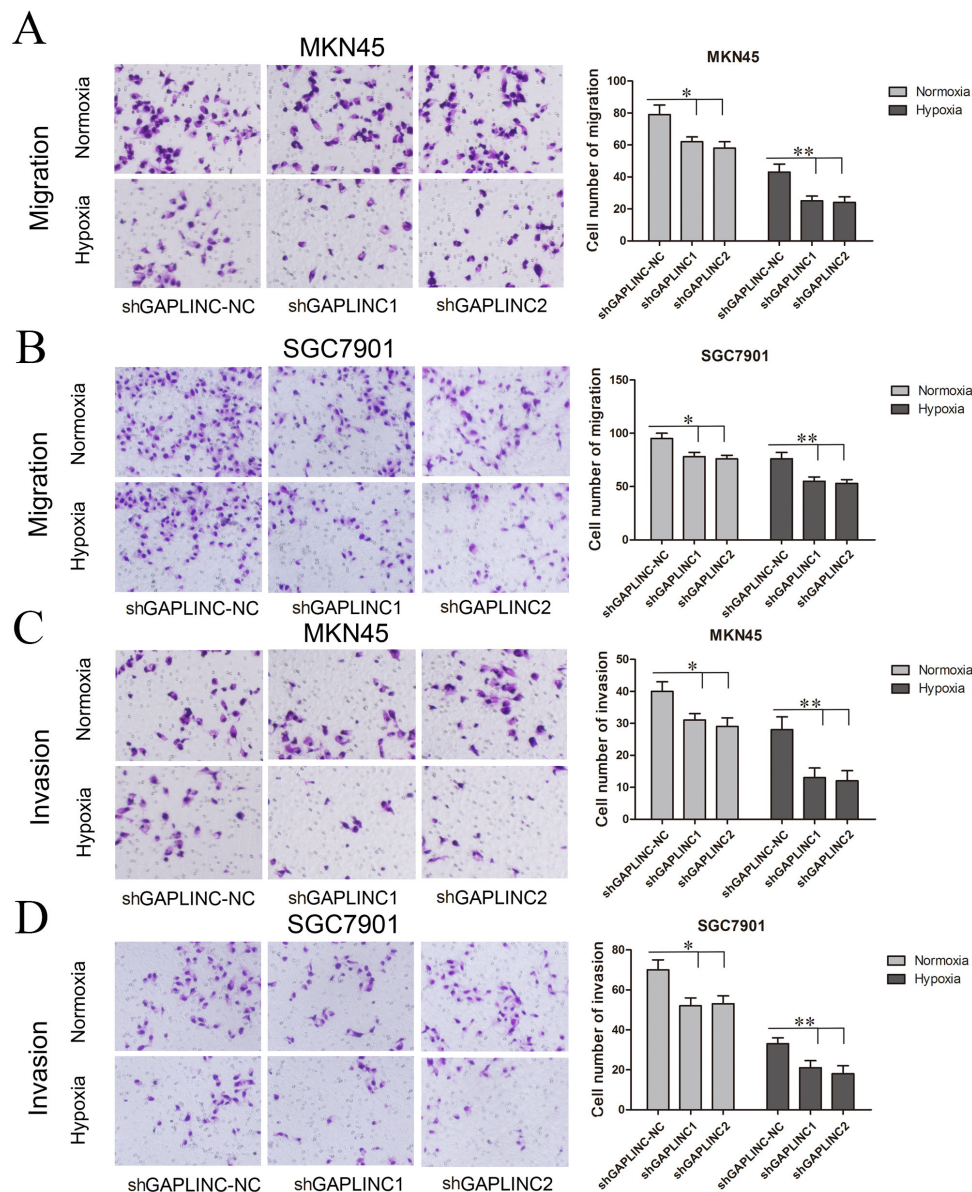 A
MKN45
Migration
Normoxia
Hypoxia
shGAPLINC-NC
shGAPLINC1
shGAPLINC2
MKN45
Cell number of migration
100
80
60
40
20
0
*
**
Normoxia
Hypoxia
shGAPLINC-NC
shGAPLINC1
shGAPLINC2
shGAPLINC-NC
shGAPLINC1
shGAPLINC2
B
SGC7901
Migration
Normoxia
Hypoxia
shGAPLINC-NC
shGAPLINC1
shGAPLINC2
SGC7901
Cell number of migration
150
100
50
0
*
**
Normoxia
Hypoxia
shGAPLINC-NC
shGAPLINC1
shGAPLINC2
shGAPLINC-NC
shGAPLINC1
shGAPLINC2
C
MKN45
Invasion
Normoxia
Hypoxia
shGAPLINC-NC
shGAPLINC1
shGAPLINC2
MKN45
Cell number of invasion
50
40
30
20
10
0
*
**
Normoxia
Hypoxia
shGAPLINC-NC
shGAPLINC1
shGAPLINC2
shGAPLINC-NC
shGAPLINC1
shGAPLINC2
D
SGC7901
Invasion
Normoxia
Hypoxia
shGAPLINC-NC
shGAPLINC1
shGAPLINC2
SGC7901
Cell number of invasion
80
60
40
20
0
*
**
Normoxia
Hypoxia
shGAPLINC-NC
shGAPLINC1
shGAPLINC2
shGAPLINC-NC
shGAPLINC1
shGAPLINC2